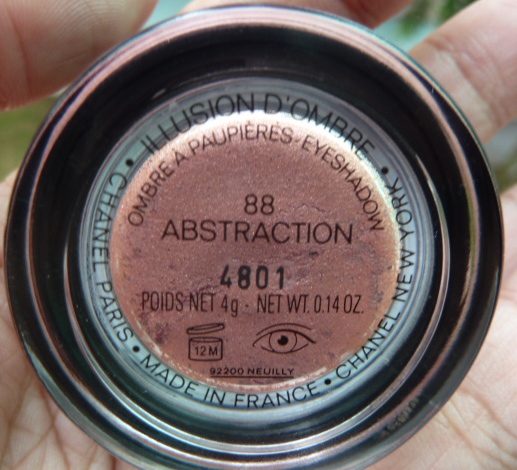 ILLUSION D'OMBRE
OMBRE À PAUPIÈRES · EYESHADOW
88
ABSTRACTION
4801
POIDS NET 4g - NET WT. 0.14 OZ.
12M
92200 NEUILLY
• CHANEL PARIS • MADE IN FRANCE • CHANEL NEW YORK •